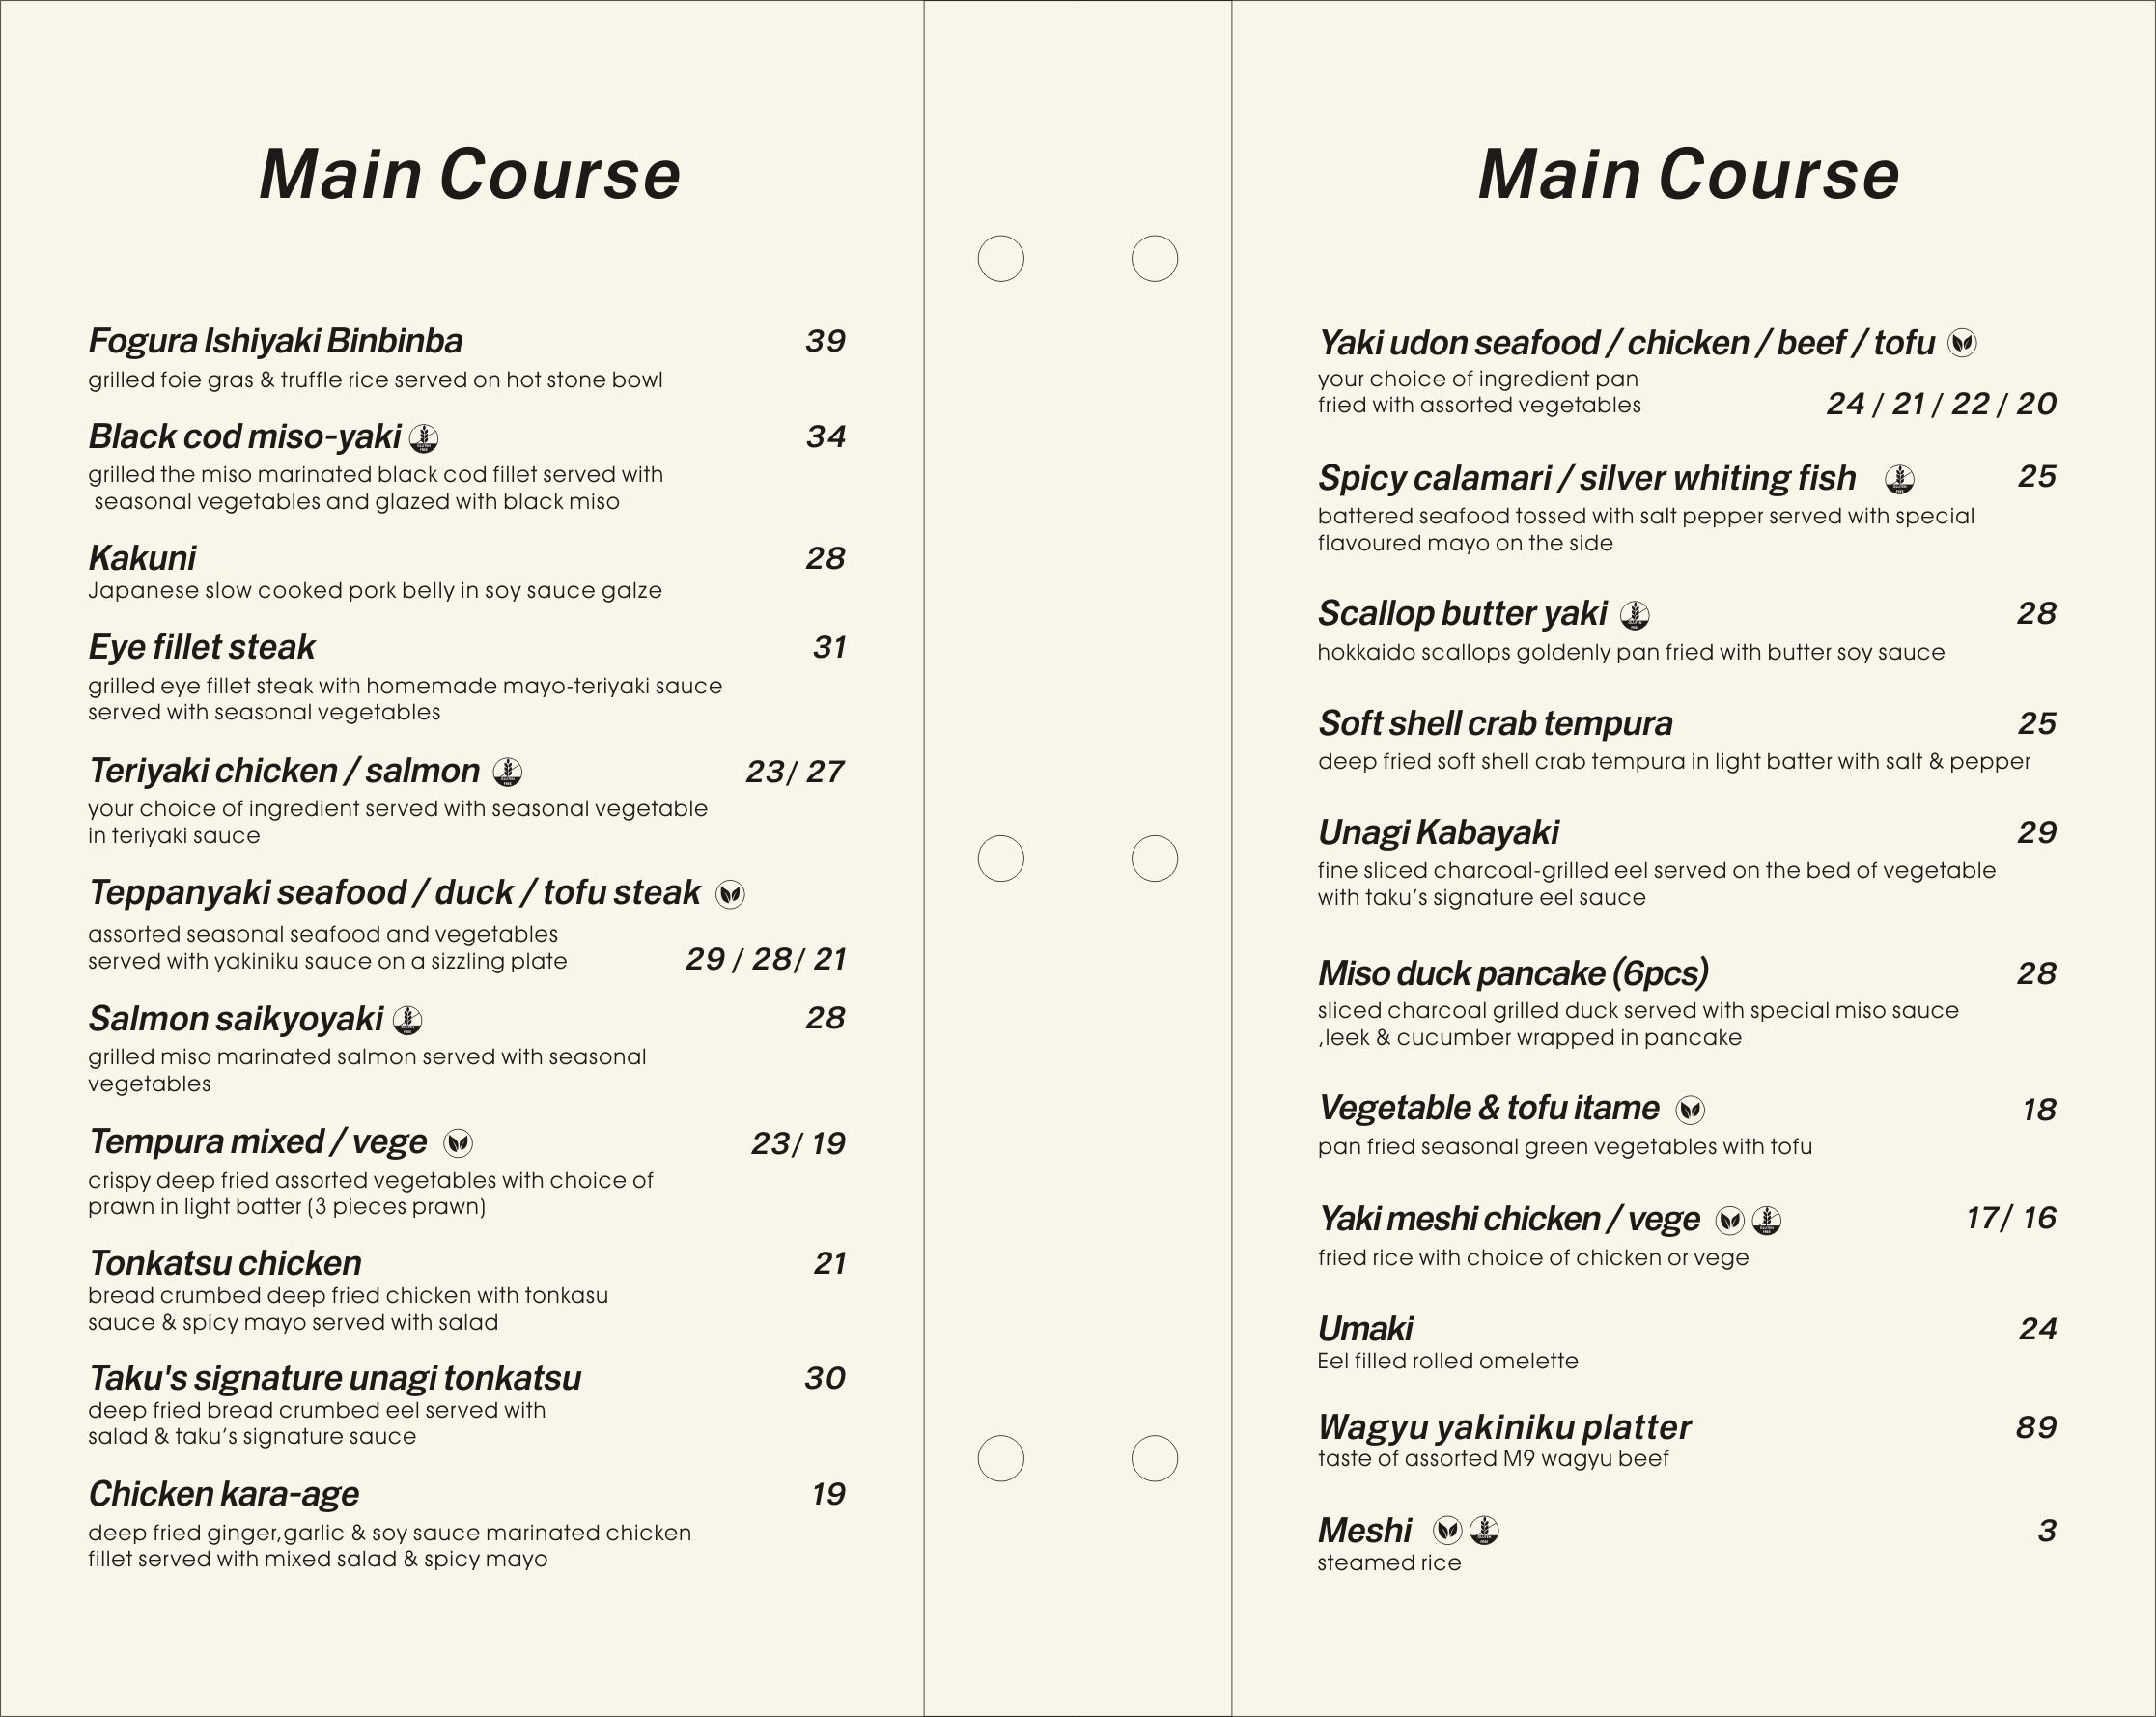 Main Course
Fogura Ishiyaki Binbinba 39
grilled foie gras & truffle rice served on hot stone bowl
Black cod miso-yaki 34
grilled the miso marinated black cod fillet served with
seasonal vegetables and glazed with black miso
Kakuni 28
Japanese slow cooked pork belly in soy sauce galze
Eye fillet steak 31
grilled eye fillet steak with homemade mayo-teriyaki sauce
served with seasonal vegetables
Teriyaki chicken / salmon 23/ 27
your choice of ingredient served with seasonal vegetable
in teriyaki sauce
Teppanyaki seafood / duck / tofu steak
assorted seasonal seafood and vegetables
served with yakiniku sauce on a sizzling plate 29 / 28/ 21
Salmon saikyoyaki 28
grilled miso marinated salmon served with seasonal
vegetables
Tempura mixed / vege 23/ 19
crispy deep fried assorted vegetables with choice of
prawn in light batter (3 pieces prawn)
Tonkatsu chicken 21
bread crumbed deep fried chicken with tonkasu
sauce & spicy mayo served with salad
Taku's signature unagi tonkatsu 30
deep fried bread crumbed eel served with
salad & taku’s signature sauce
Chicken kara-age 19
deep fried ginger,garlic & soy sauce marinated chicken
fillet served with mixed salad & spicy mayo
Main Course
Yaki udon seafood / chicken / beef / tofu
your choice of ingredient pan
fried with assorted vegetables 24 / 21 / 22 / 20
Spicy calamari / silver whiting fish 25
battered seafood tossed with salt pepper served with special
flavoured mayo on the side
Scallop butter yaki 28
hokkaido scallops goldenly pan fried with butter soy sauce
Soft shell crab tempura 25
deep fried soft shell crab tempura in light batter with salt & pepper
Unagi Kabayaki 29
fine sliced charcoal-grilled eel served on the bed of vegetable
with taku’s signature eel sauce
Miso duck pancake (6pcs) 28
sliced charcoal grilled duck served with special miso sauce
,leek & cucumber wrapped in pancake
Vegetable & tofu itame 18
pan fried seasonal green vegetables with tofu
Yaki meshi chicken / vege 17/ 16
fried rice with choice of chicken or vege
Umaki 24
Eel filled rolled omelette
Wagyu yakiniku platter 89
taste of assorted M9 wagyu beef
Meshi 3
steamed rice